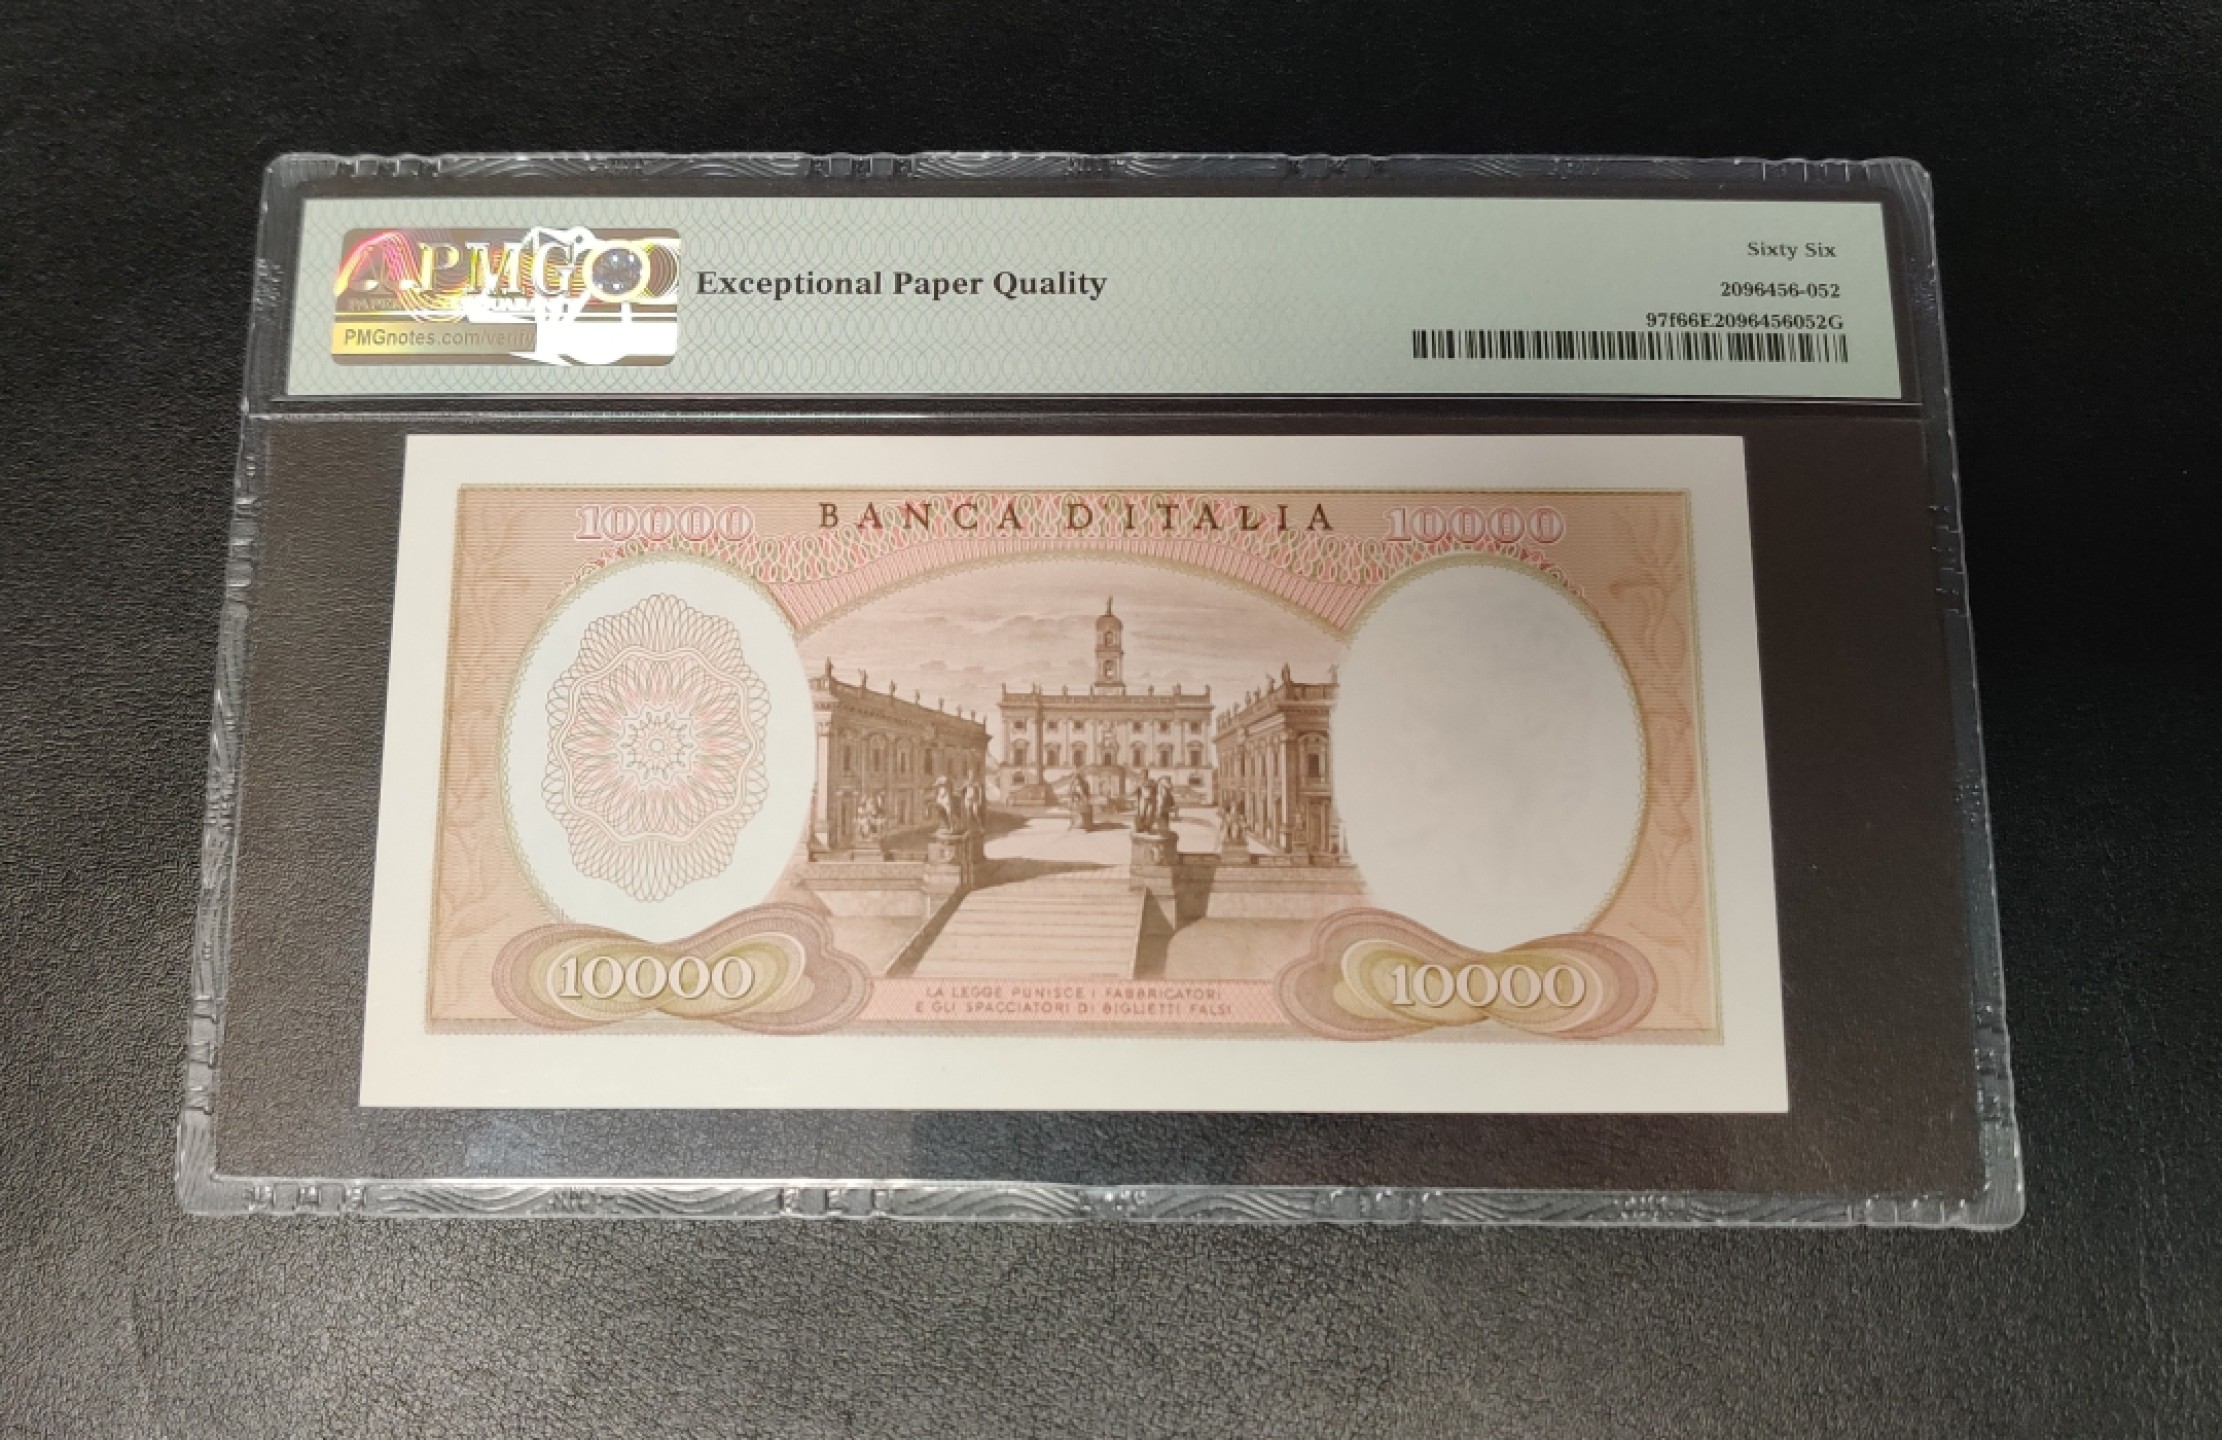 PMG
PMGnotes.com/verify
Exceptional Paper Quality
Sixty Six
2096456-052
97f66E2096456052G
10000 BANCA D'ITALIA 10000
10000 10000
LA LEGGE PUNISCE I FABBRICATORI
E GLI SPACCIATORI DI BIGLIETTI FALSI